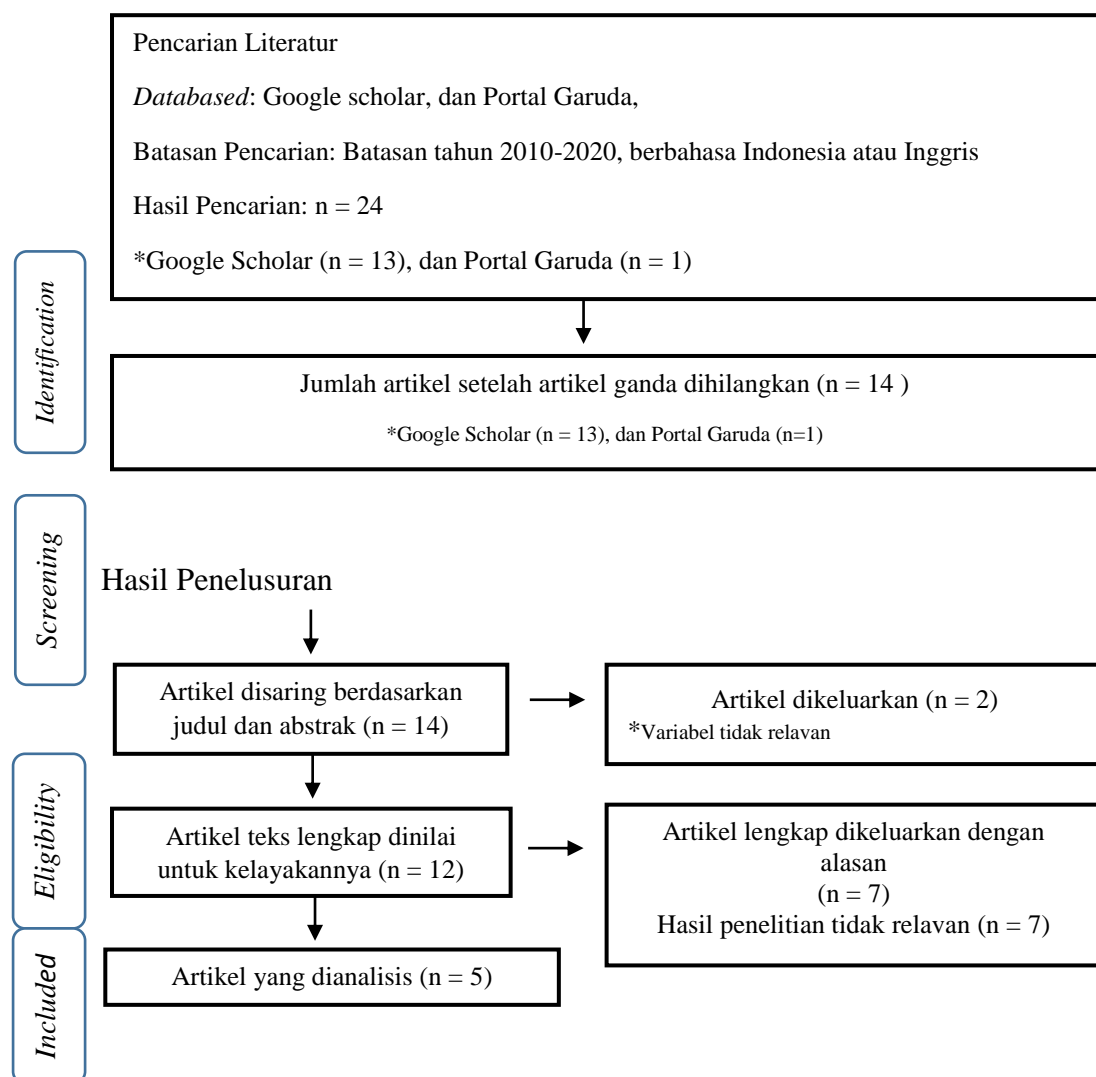 Pencarian Literatur
Databased: Google scholar, dan Portal Garuda,
Batasan Pencarian: Batasan tahun 2010-2020, berbahasa Indonesia atau Inggris
Hasil Pencarian: n = 24
*Google Scholar (n = 13), dan Portal Garuda (n = 1)
Identification
Jumlah artikel setelah artikel ganda dihilangkan (n = 14 )
*Google Scholar (n = 13), dan Portal Garuda (n=1)
Screening
Hasil Penelusuran
Artikel disaring berdasarkan
judul dan abstrak (n = 14)
Artikel dikeluarkan (n = 2)
*Variabel tidak relavan
Eligibility
Artikel teks lengkap dinilai
untuk kelayakannya (n = 12)
Artikel lengkap dikeluarkan dengan
alasan
(n = 7)
Hasil penelitian tidak relavan (n = 7)
Included
Artikel yang dianalisis (n = 5)